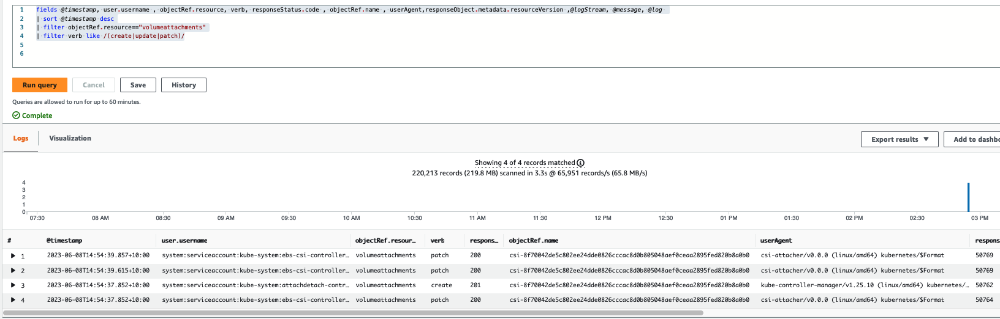 1 fields @timestamp, user.username , objectRef.resource, verb, responseStatus.code , objectRef.name , userAgent,responseObject.metadata.resourceVersion ,@logStream, @message, @log
2 | sort @timestamp desc
3 | filter objectRef.resource=="volumeattachments"
4 | filter verb like /(create|update|patch)/
5
6
Run query Cancel Save History
Queries are allowed to run for up to 60 minutes.
Complete
Logs Visualization Export results Add to dashbo
Showing 4 of 4 records matched
220,213 records (219.8 MB) scanned in 3.3s @ 65,951 records/s (65.8 MB/s)
4
3
2
1
0
07:30 08 AM 08:30 09 AM 09:30 10 AM 10:30 11 AM 11:30 12 PM 12:30 01 PM 01:30 02 PM 02:30 03 PM
# @timestamp user.username objectRef.resour… verb respons… objectRef.name userAgent respons
1 2023-06-08T14:54:39.857+10:00 system:serviceaccount:kube-system:ebs-csi-controller… volumeattachments patch 200 csi-8f70042de5c802ee24dde0826cccac8d0b805048aef0ceaa2895fed820b8a0b0 csi-attacher/v0.0.0 (linux/amd64) kubernetes/$Format 50769
2 2023-06-08T14:54:39.615+10:00 system:serviceaccount:kube-system:ebs-csi-controller… volumeattachments patch 200 csi-8f70042de5c802ee24dde0826cccac8d0b805048aef0ceaa2895fed820b8a0b0 csi-attacher/v0.0.0 (linux/amd64) kubernetes/$Format 50769
3 2023-06-08T14:54:37.852+10:00 system:serviceaccount:kube-system:attachdetach-contr… volumeattachments create 201 csi-8f70042de5c802ee24dde0826cccac8d0b805048aef0ceaa2895fed820b8a0b0 kube-controller-manager/v1.25.10 (linux/amd64) kubernetes/… 50762
4 2023-06-08T14:54:37.852+10:00 system:serviceaccount:kube-system:ebs-csi-controller… volumeattachments patch 200 csi-8f70042de5c802ee24dde0826cccac8d0b805048aef0ceaa2895fed820b8a0b0 csi-attacher/v0.0.0 (linux/amd64) kubernetes/$Format 50764